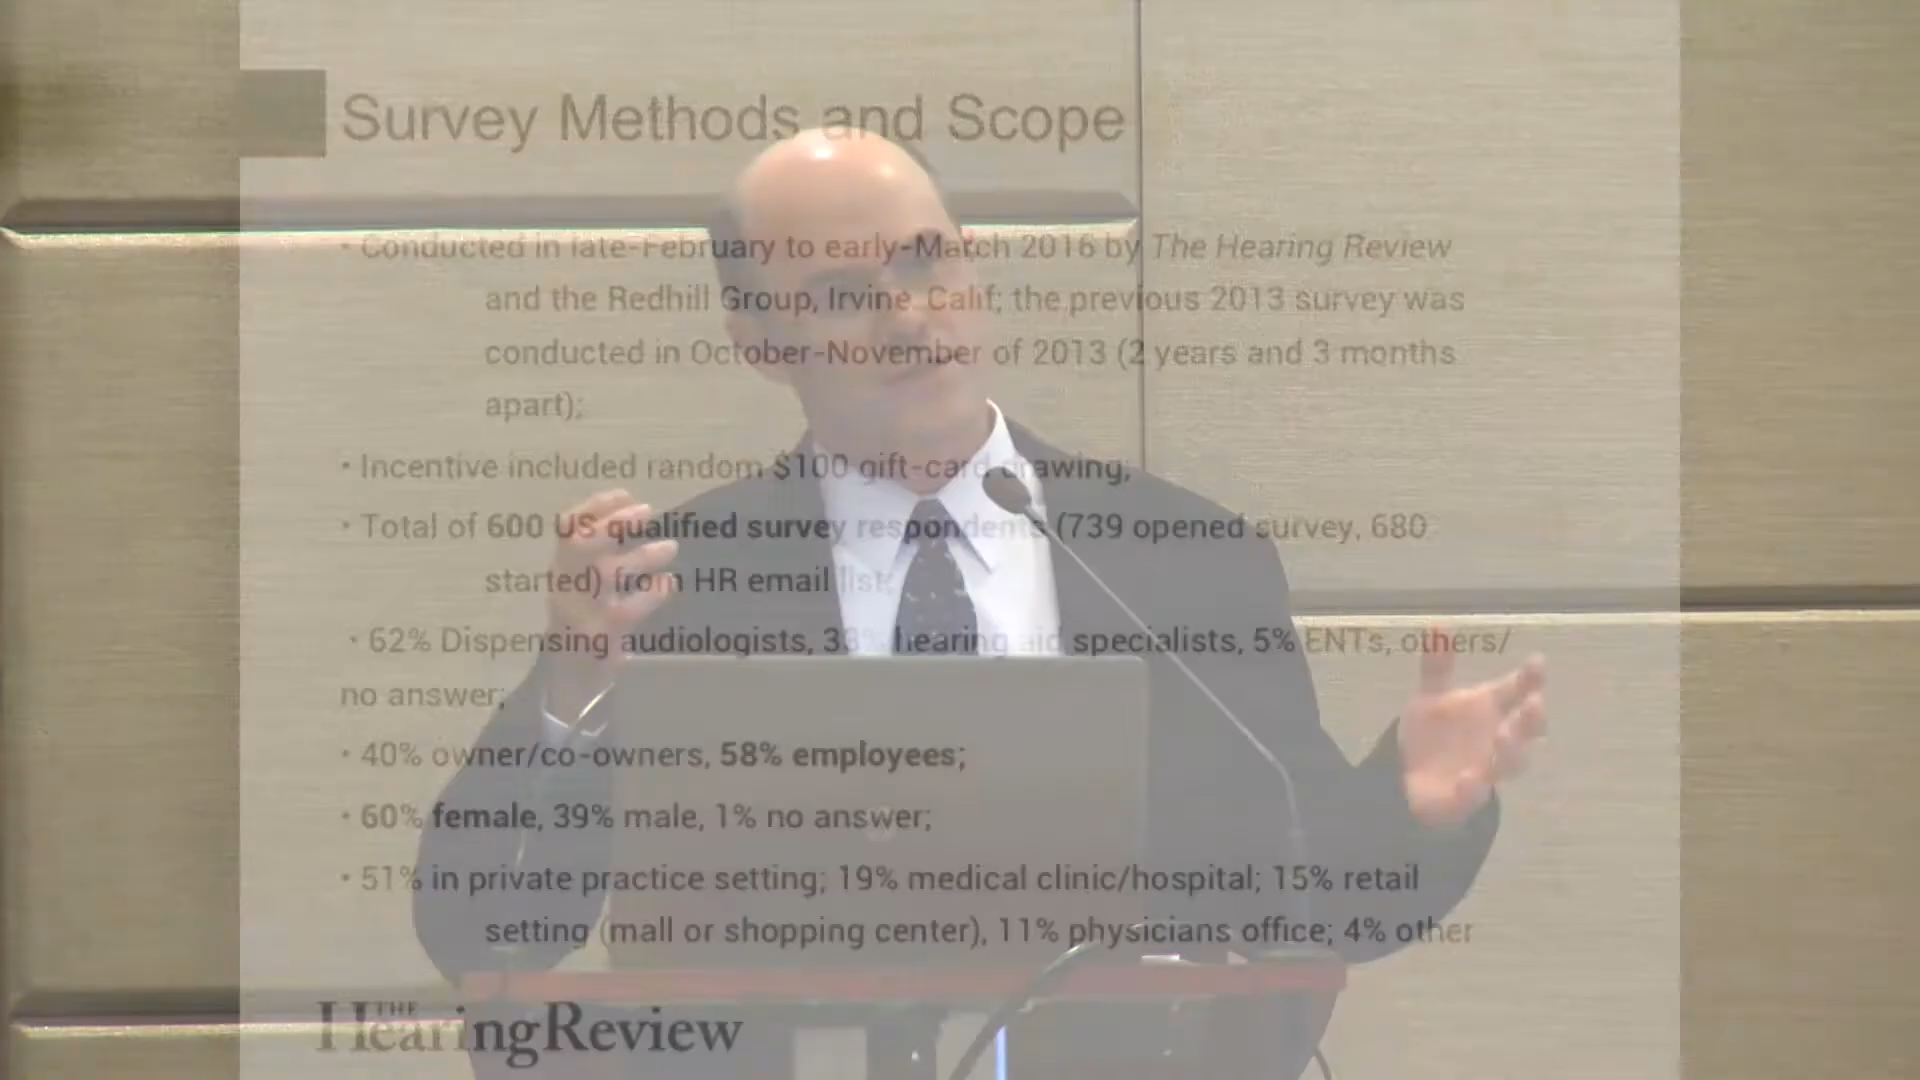 Survey Methods and Scope
• Conducted in late-February to early-March 2016 by The Hearing Review
and the Redhill Group, Irvine, Calif; the previous 2013 survey was
conducted in October-November of 2013 (2 years and 3 months
apart);
• Incentive included random $100 gift-card drawing;
• Total of 600 US qualified survey respondents (739 opened survey, 680
started) from HR email list;
• 62% Dispensing audiologists, 33% hearing aid specialists, 5% ENTs, others/
no answer;
• 40% owner/co-owners, 58% employees;
• 60% female, 39% male, 1% no answer;
• 51% in private practice setting; 19% medical clinic/hospital; 15% retail
setting (mall or shopping center), 11% physicians office; 4% other
THE
HearingReview